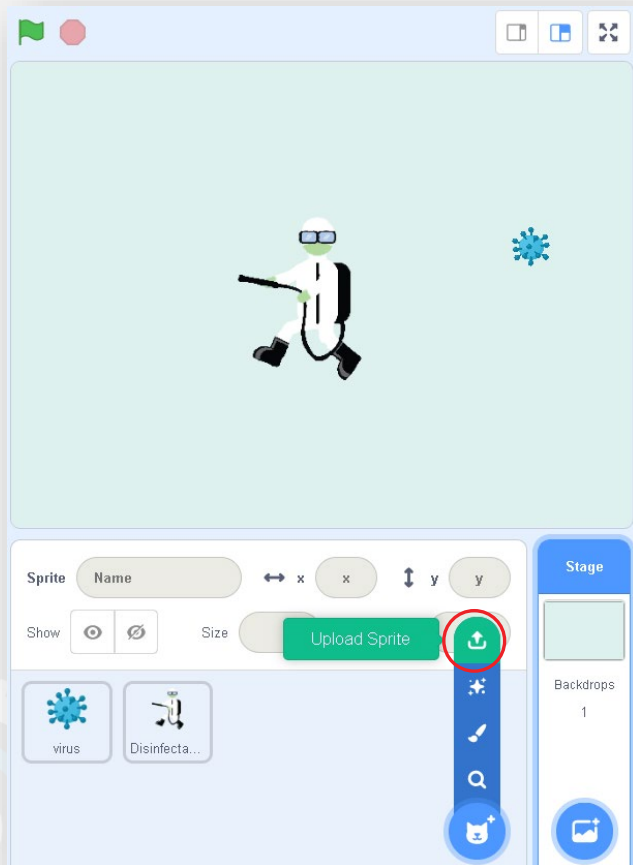 Sprite Name x x y y
Stage
Show Size
Upload Sprite
Backdrops
1
virus Disinfecta...